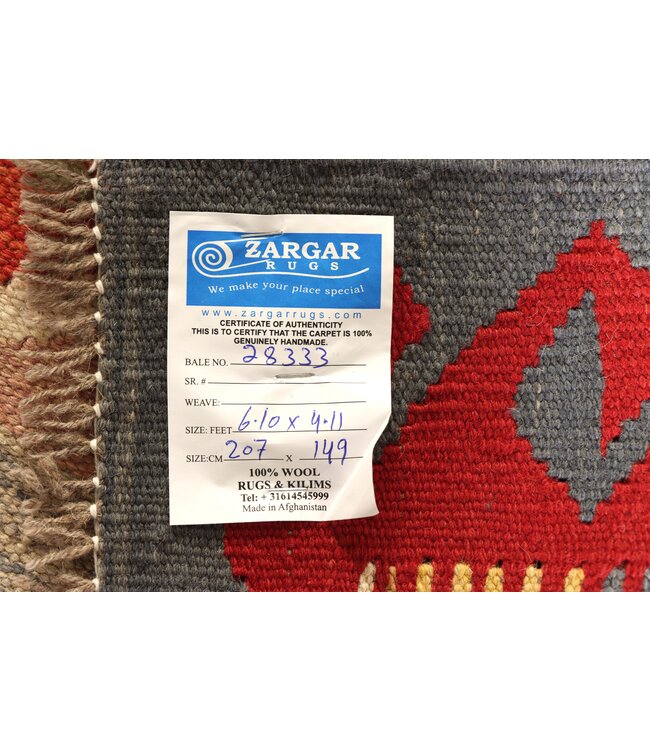 ZARGAR
RUGS
We make your place special
www.zargarrugs.com
CERTIFICATE OF AUTHENTICITY
THIS IS TO CERTIFY THAT THE CARPET IS 100%
GENUINELY HANDMADE.
BALE NO. 28333
SR. # —
WEAVE:
SIZE: FEET 6.10 x 4.11
SIZE:CM 207 X 149
100% WOOL
RUGS & KILIMS
Tel: + 31614545999
Made in Afghanistan